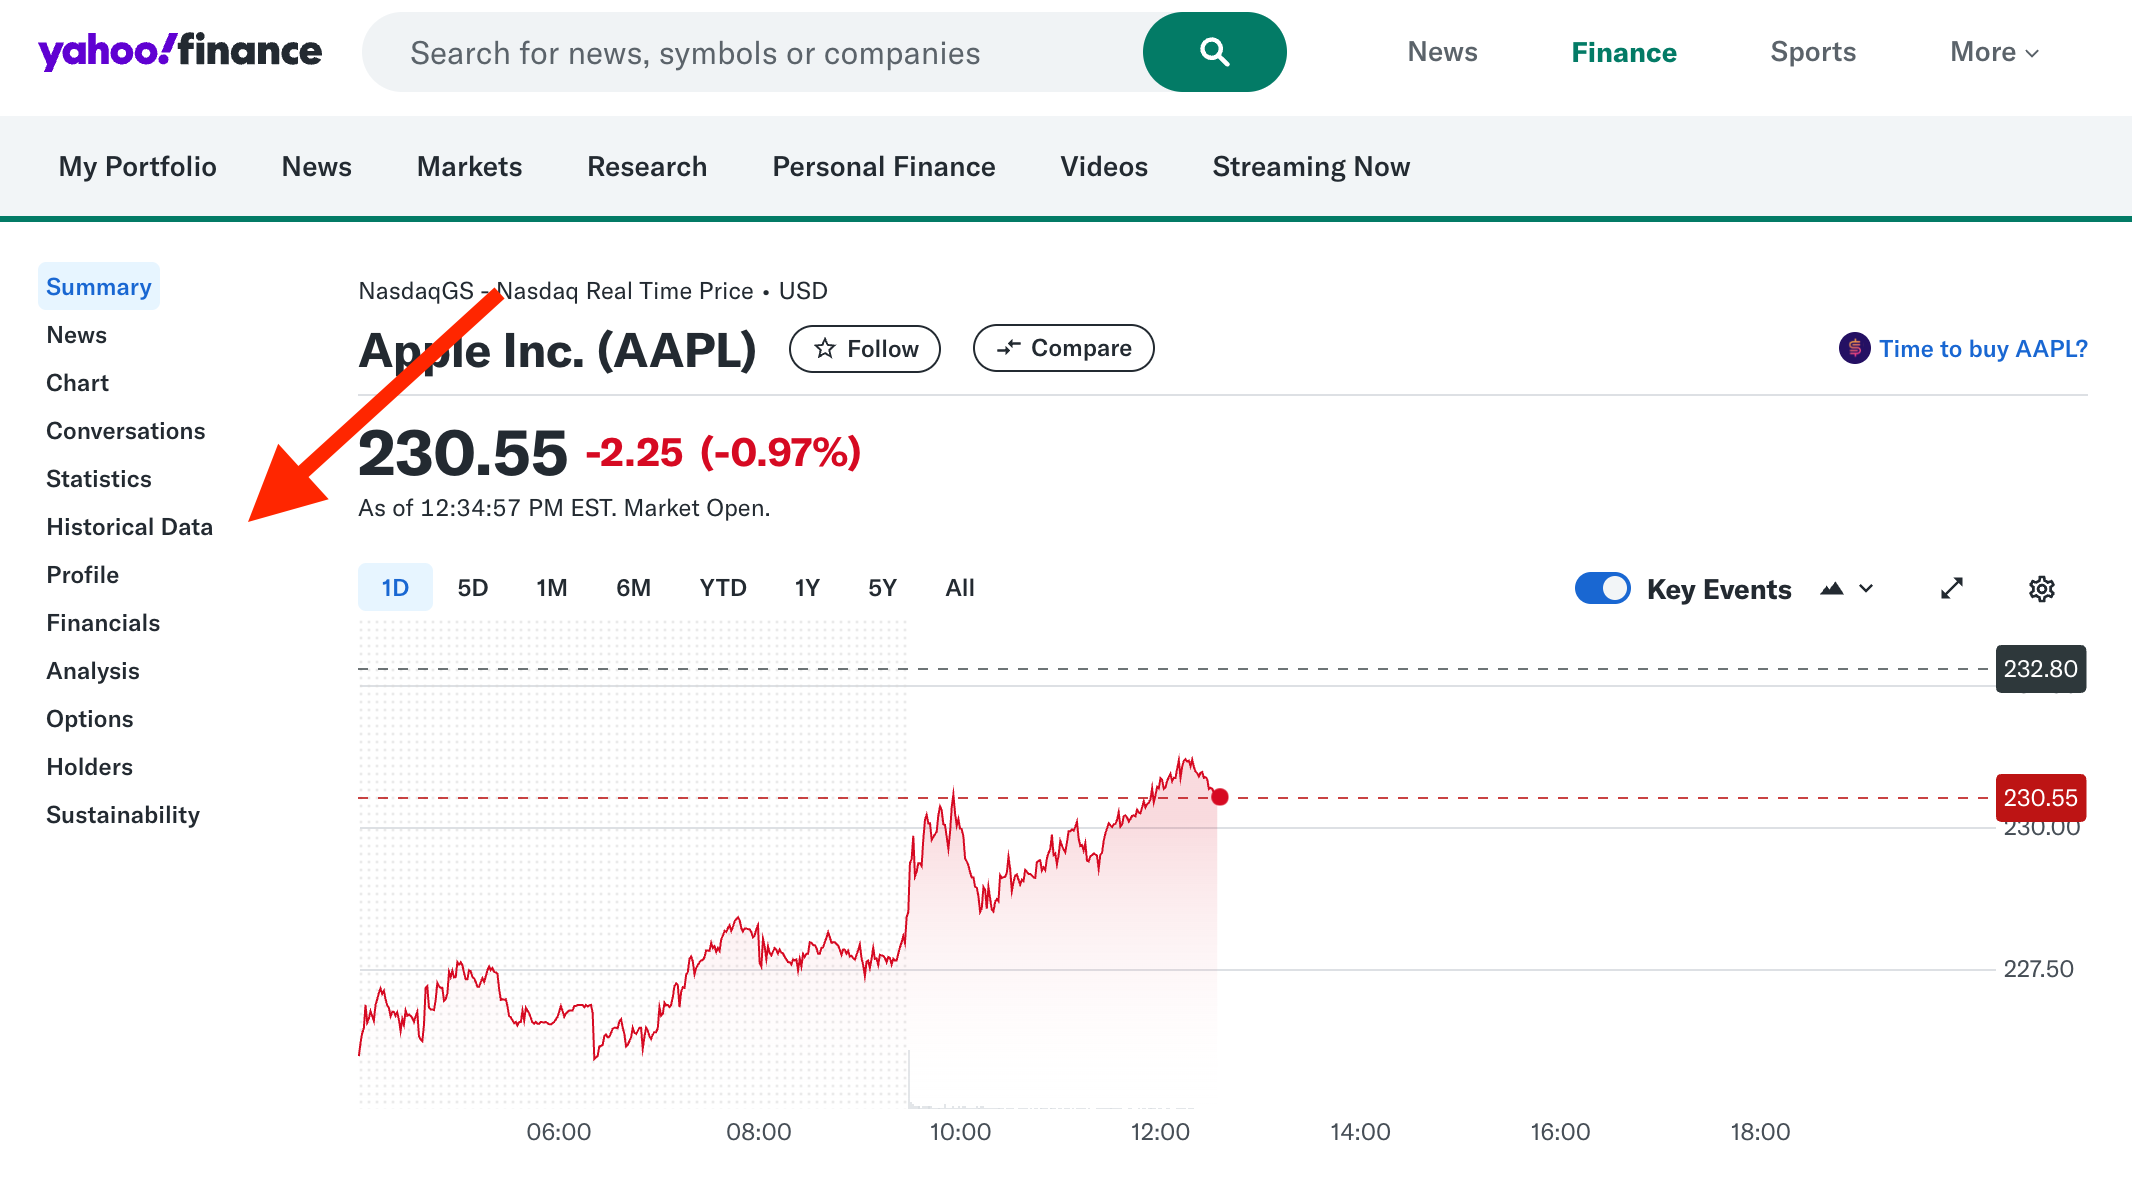 yahoo!finance
Search for news, symbols or companies
News Finance Sports More
My Portfolio News Markets Research Personal Finance Videos Streaming Now
Summary
News
Chart
Conversations
Statistics
Historical Data
Profile
Financials
Analysis
Options
Holders
Sustainability
NasdaqGS - Nasdaq Real Time Price • USD
Apple Inc. (AAPL) Follow Compare
Time to buy AAPL?
230.55 -2.25 (-0.97%)
As of 12:34:57 PM EST. Market Open.
1D 5D 1M 6M YTD 1Y 5Y All
Key Events
232.80
230.55
230.00
227.50
06:00 08:00 10:00 12:00 14:00 16:00 18:00